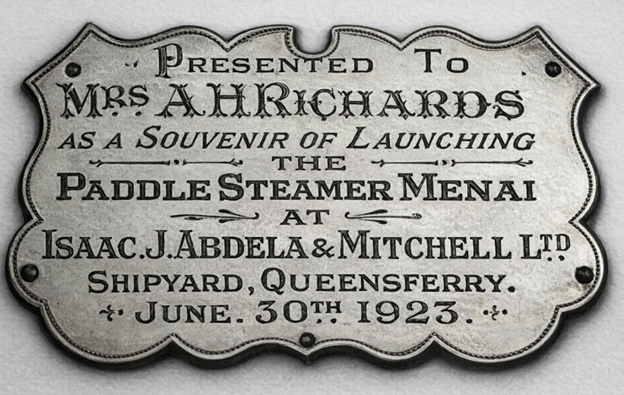 PRESENTED TO
MRS. A H RICHARDS
AS A SOUVENIR OF LAUNCHING
THE
PADDLE STEAMER MENAI
AT
ISAAC. J. ABDELA & MITCHELL LTD.
SHIPYARD, QUEENSFERRY.
JUNE. 30TH 1923.